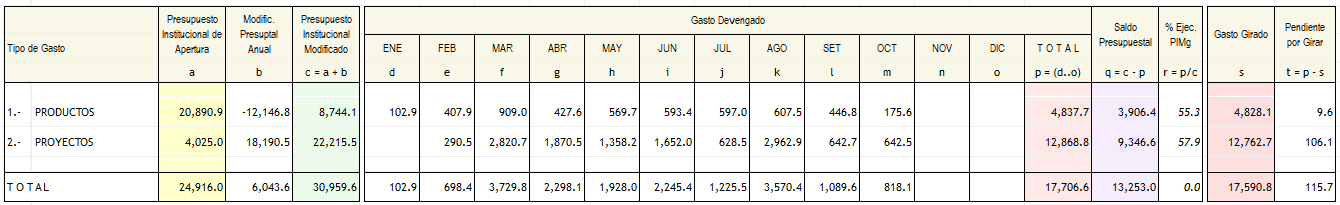 Tipo de Gasto | Presupuesto Institucional de Apertura | Modific. Presuptal Anual | Presupuesto Institucional Modificado | Gasto Devengado | Saldo Presupuestal | % Ejec. PIMg | Gasto Girado | Pendiente por Girar
ENE | FEB | MAR | ABR | MAY | JUN | JUL | AGO | SET | OCT | NOV | DIC | T O T A L
a | b | c = a + b | d | e | f | g | h | i | j | k | l | m | n | o | p = (d..o) | q = c - p | r = p/c | s | t = p - s
1.- PRODUCTOS | 20,890.9 | -12,146.8 | 8,744.1 | 102.9 | 407.9 | 909.0 | 427.6 | 569.7 | 593.4 | 597.0 | 607.5 | 446.8 | 175.6 | 4,837.7 | 3,906.4 | 55.3 | 4,828.1 | 9.6
2.- PROYECTOS | 4,025.0 | 18,190.5 | 22,215.5 | 290.5 | 2,820.7 | 1,870.5 | 1,358.2 | 1,652.0 | 628.5 | 2,962.9 | 642.7 | 642.5 | 12,868.8 | 9,346.6 | 57.9 | 12,762.7 | 106.1
T O T A L | 24,916.0 | 6,043.6 | 30,959.6 | 102.9 | 698.4 | 3,729.8 | 2,298.1 | 1,928.0 | 2,245.4 | 1,225.5 | 3,570.4 | 1,089.6 | 818.1 | 17,706.6 | 13,253.0 | 0.0 | 17,590.8 | 115.7